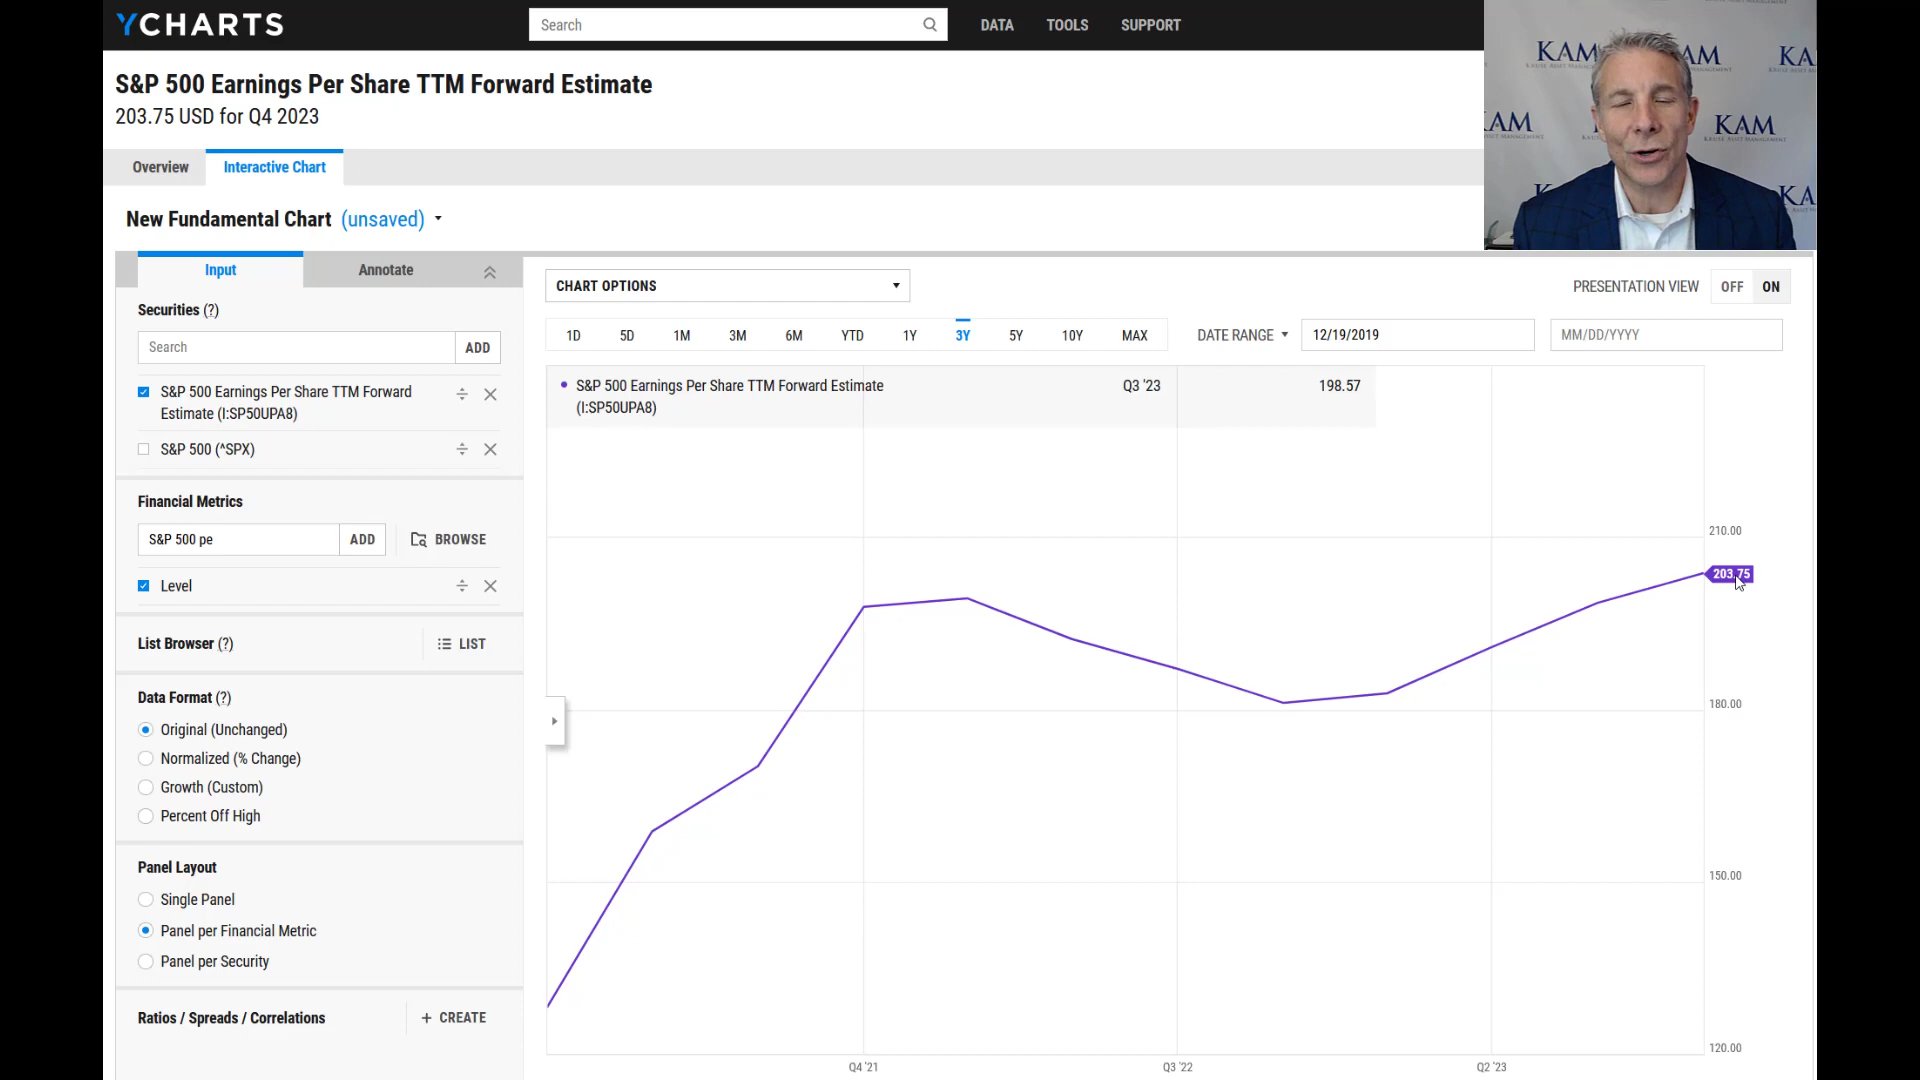 YCHARTS
Search
DATA
TOOLS
SUPPORT
S&P 500 Earnings Per Share TTM Forward Estimate
203.75 USD for Q4 2023
Overview
Interactive Chart
New Fundamental Chart (unsaved)
KAM
KAM
KRUSE ASSET MANAGEMENT
Input
Annotate
CHART OPTIONS
PRESENTATION VIEW
OFF
ON
Securities (?)
Search
ADD
1D
5D
1M
3M
6M
YTD
1Y
3Y
5Y
10Y
MAX
DATE RANGE
12/19/2019
MM/DD/YYYY
S&P 500 Earnings Per Share TTM Forward
Estimate (I:SP50UPA8)
S&P 500 (^SPX)
S&P 500 Earnings Per Share TTM Forward Estimate
(I:SP50UPA8)
Q3 '23
198.57
Financial Metrics
S&P 500 pe
ADD
BROWSE
Level
List Browser (?)
LIST
Data Format (?)
Original (Unchanged)
Normalized (% Change)
Growth (Custom)
Percent Off High
Panel Layout
Single Panel
Panel per Financial Metric
Panel per Security
Ratios / Spreads / Correlations
+ CREATE
210.00
203.75
180.00
150.00
120.00
Q4 '21
Q3 '22
Q2 '23